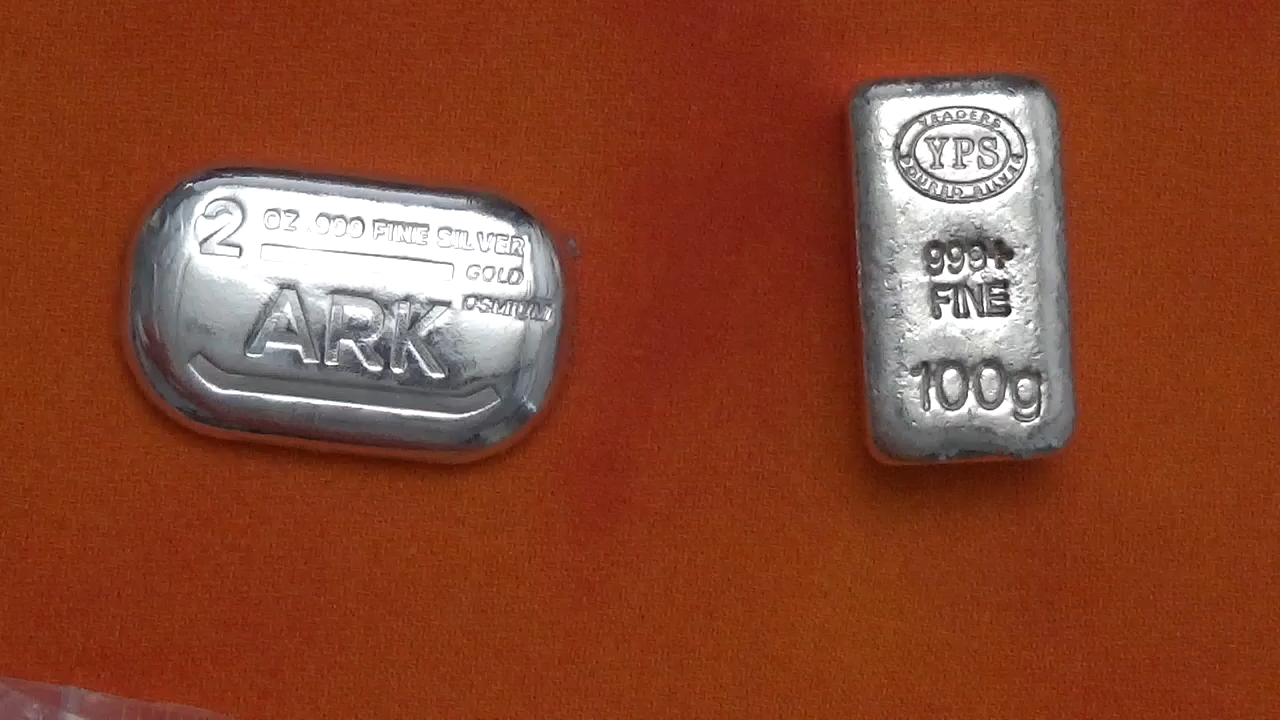 2 OZ .999 FINE SILVER
GOLD
OSMIUM
ARK
TRADERS
YPS
POURED SILVER
999+
FINE
100g